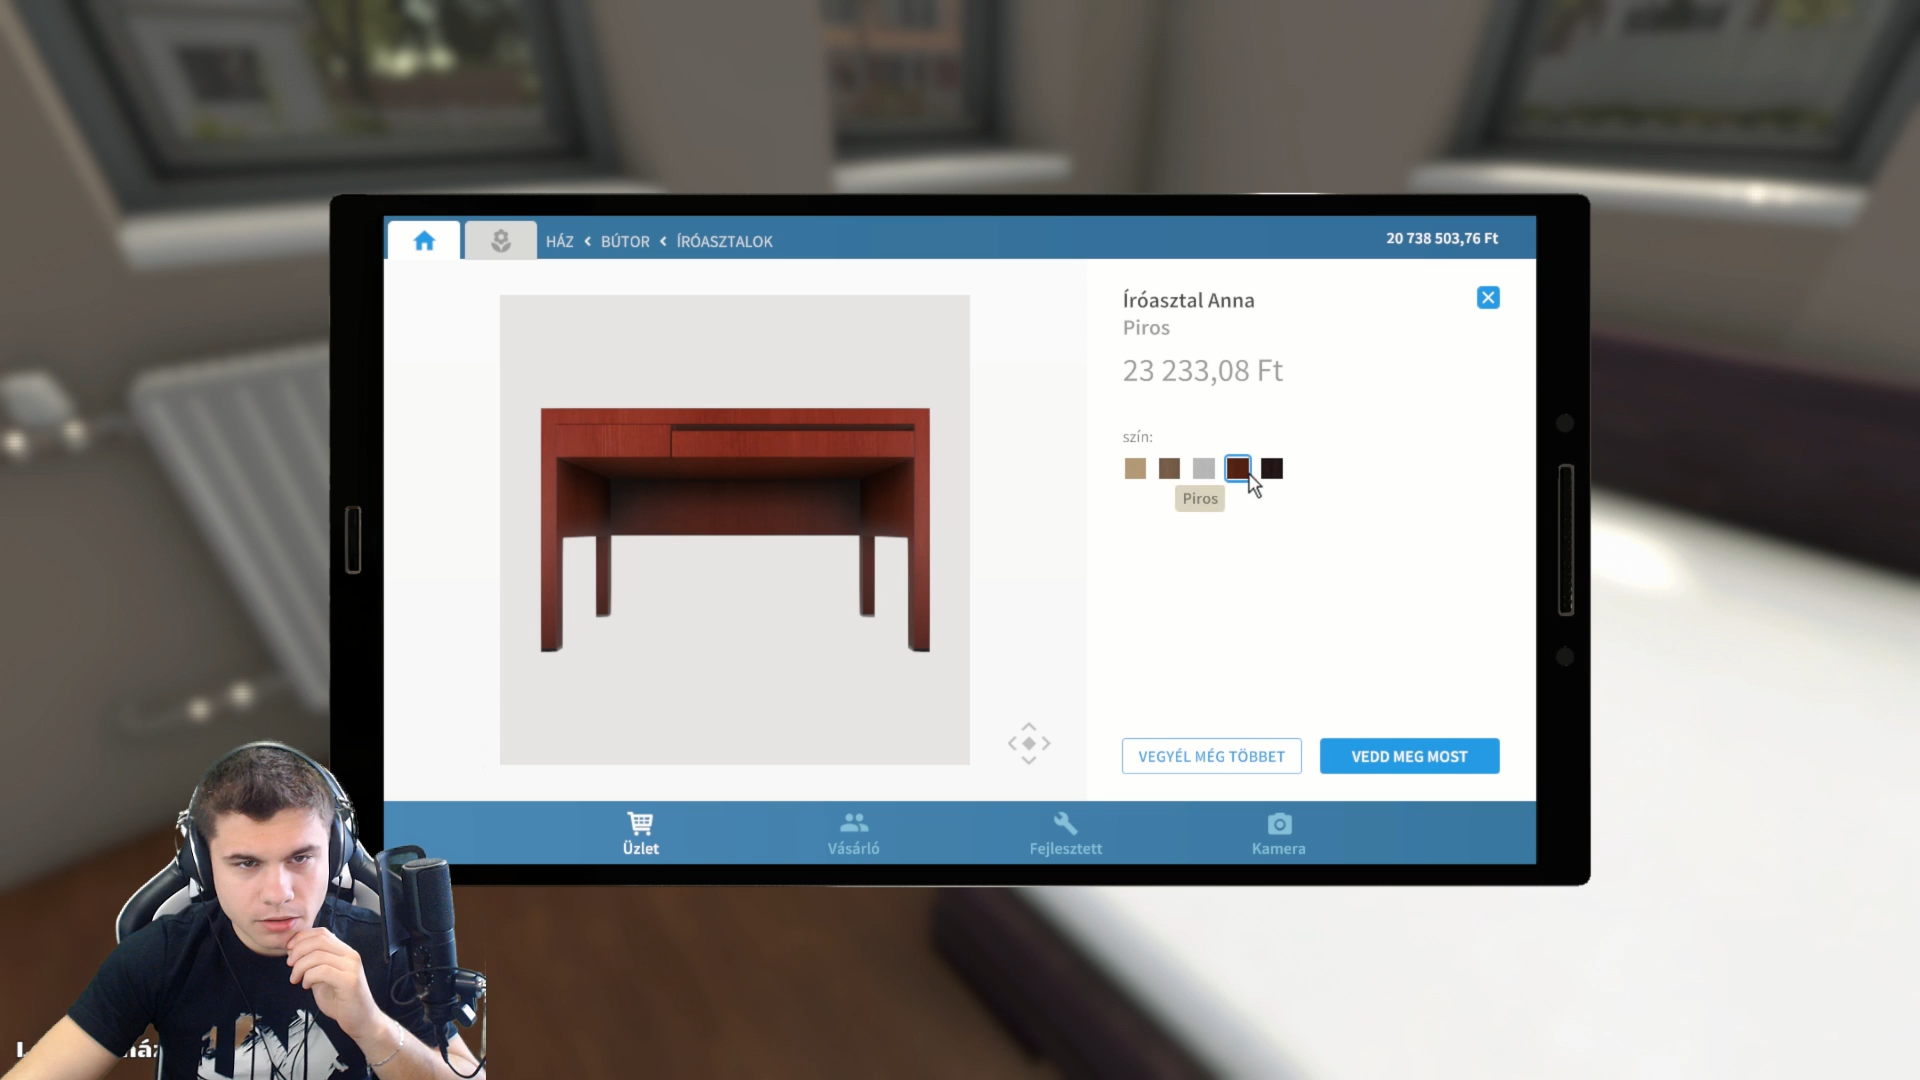 HÁZ < BÚTOR < ÍRÓASZTALOK
20 738 503,76 Ft
Íróasztal Anna
Piros
23 233,08 Ft
szín:
Piros
VEGYÉL MÉG TÖBBET
VEDD MEG MOST
Üzlet
Vásárló
Fejlesztett
Kamera